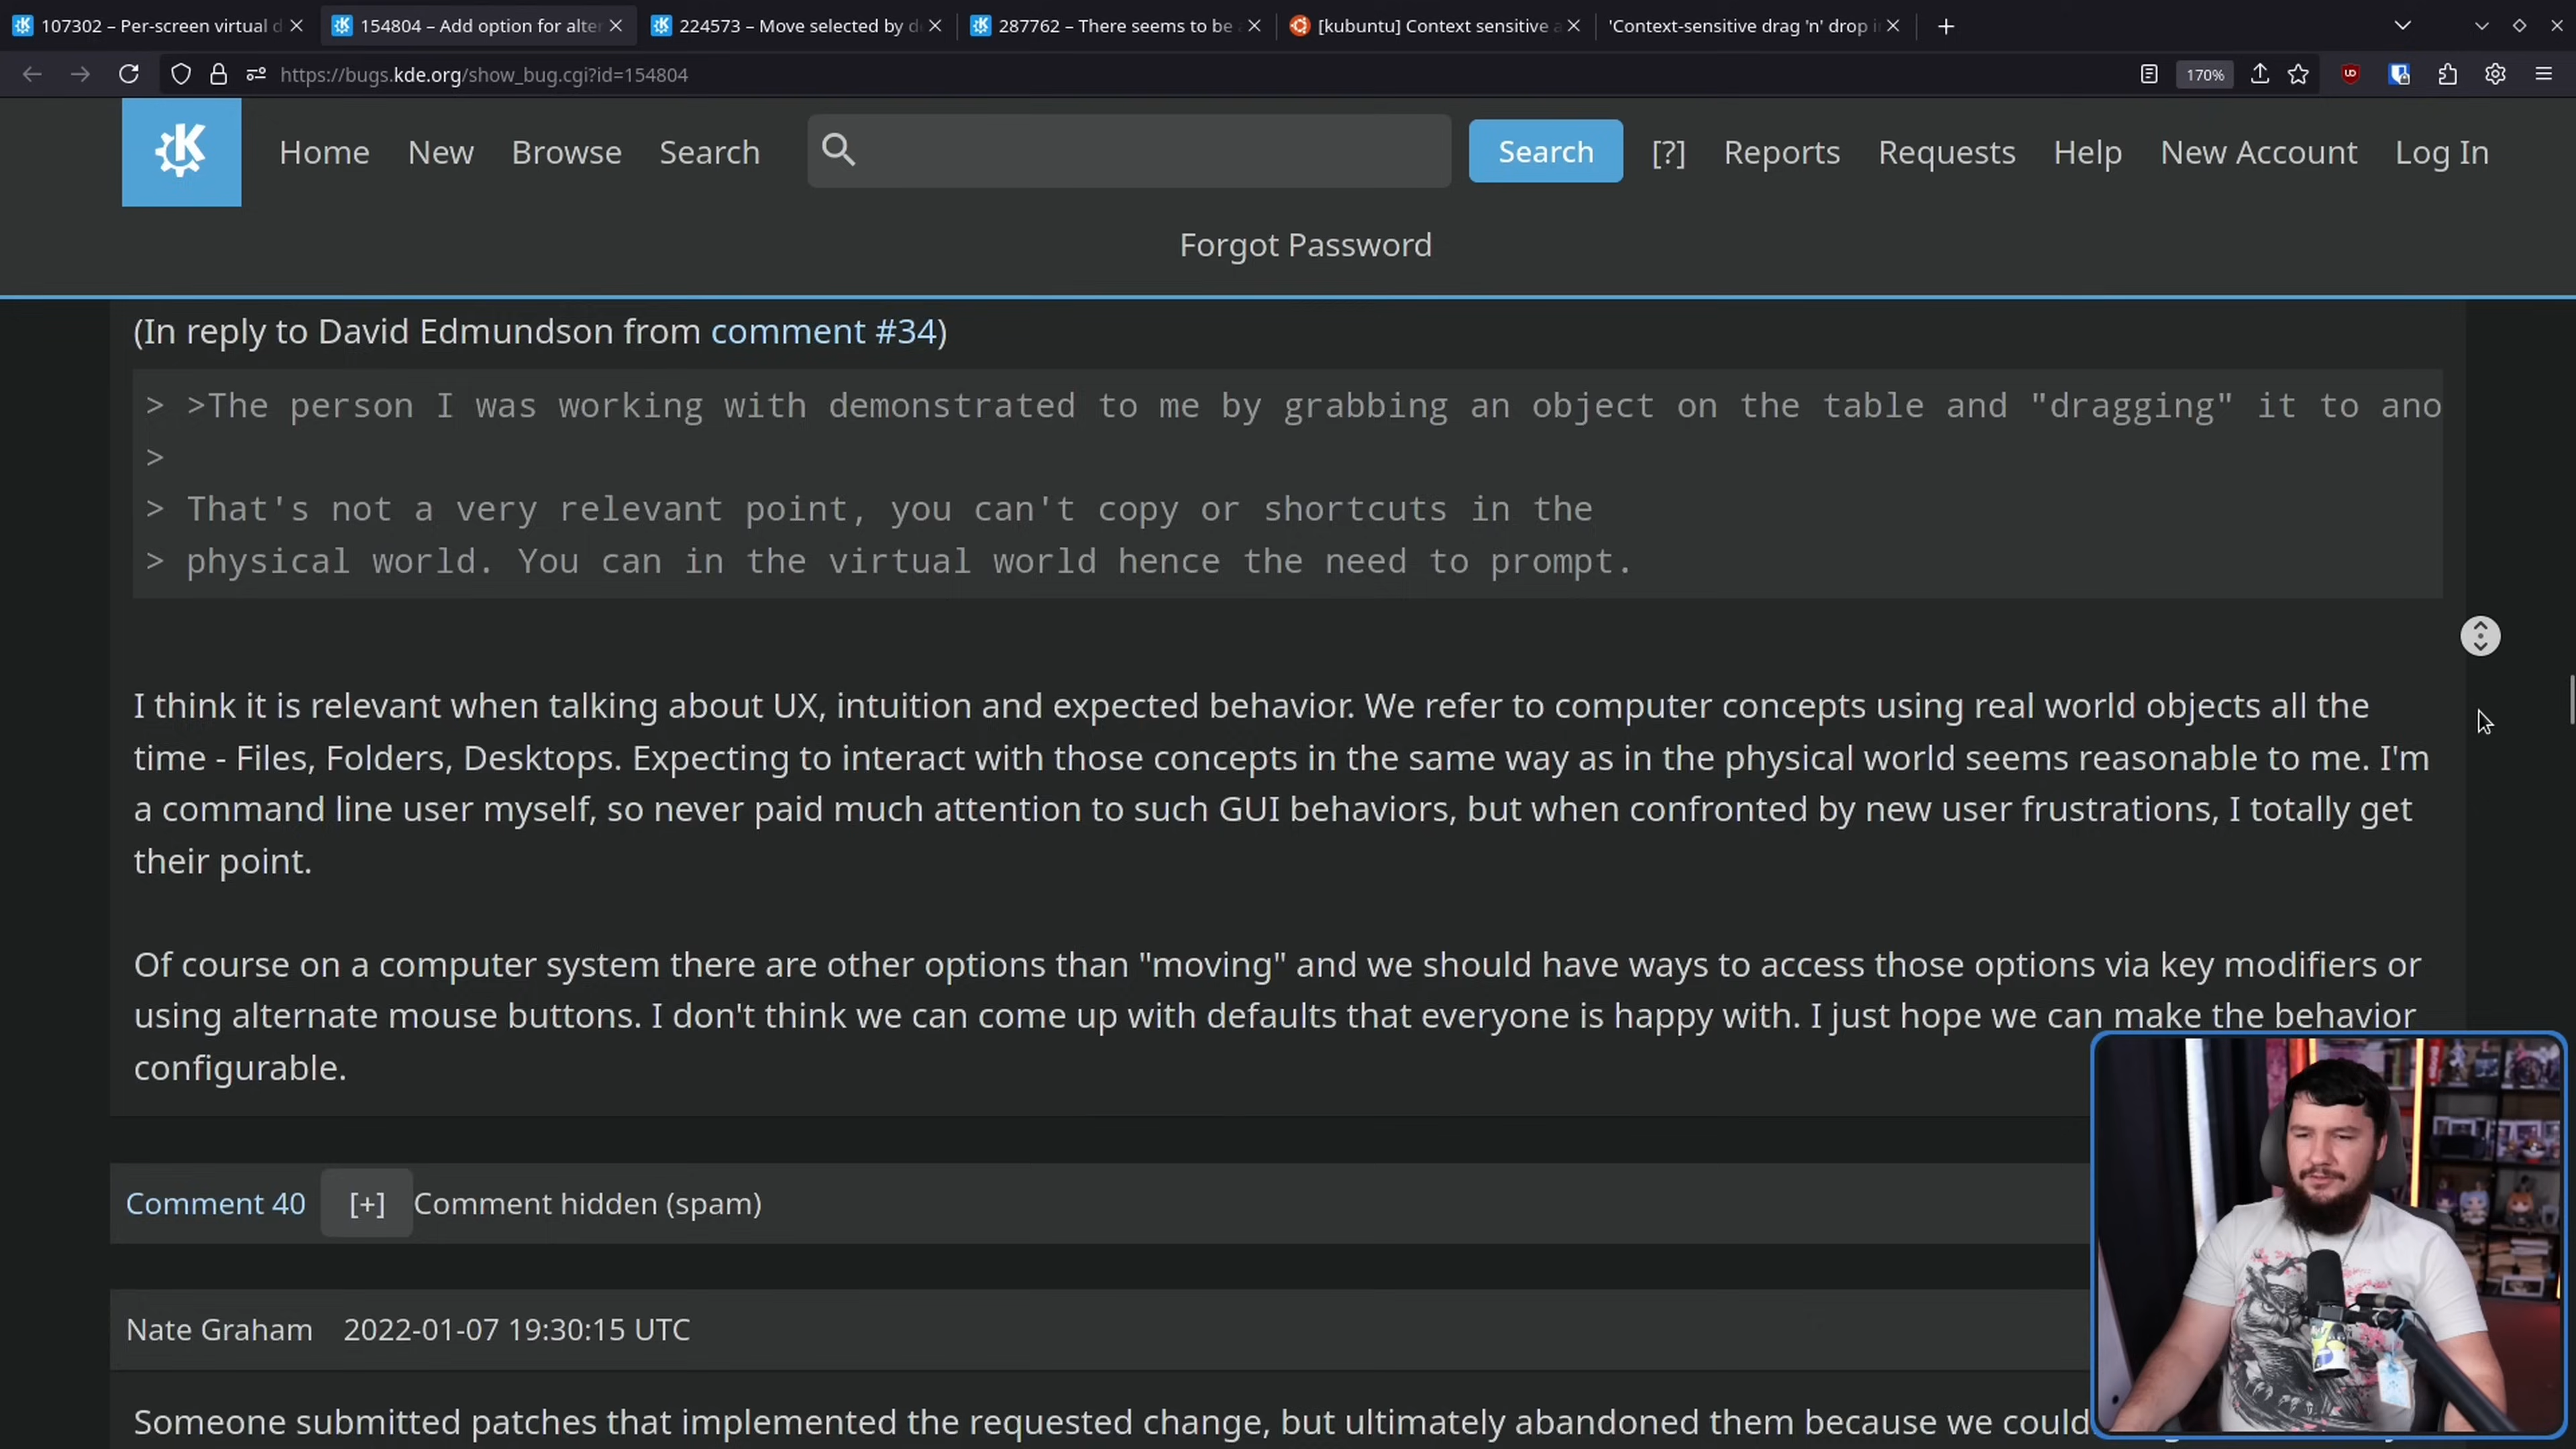 107302 – Per-screen virtual d
154804 – Add option for alte
224573 – Move selected by d
287762 – There seems to be a
[kubuntu] Context sensitive a
'Context-sensitive drag 'n' drop i
https://bugs.kde.org/show_bug.cgi?id=154804
170%
Home New Browse Search Search [?] Reports Requests Help New Account Log In
Forgot Password
(In reply to David Edmundson from comment #34)
> >The person I was working with demonstrated to me by grabbing an object on the table and "dragging" it to ano
>
> That's not a very relevant point, you can't copy or shortcuts in the
> physical world. You can in the virtual world hence the need to prompt.
I think it is relevant when talking about UX, intuition and expected behavior. We refer to computer concepts using real world objects all the
time - Files, Folders, Desktops. Expecting to interact with those concepts in the same way as in the physical world seems reasonable to me. I'm
a command line user myself, so never paid much attention to such GUI behaviors, but when confronted by new user frustrations, I totally get
their point.
Of course on a computer system there are other options than "moving" and we should have ways to access those options via key modifiers or
using alternate mouse buttons. I don't think we can come up with defaults that everyone is happy with. I just hope we can make the behavior
configurable.
Comment 40 [+] Comment hidden (spam)
Nate Graham 2022-01-07 19:30:15 UTC
Someone submitted patches that implemented the requested change, but ultimately abandoned them because we could